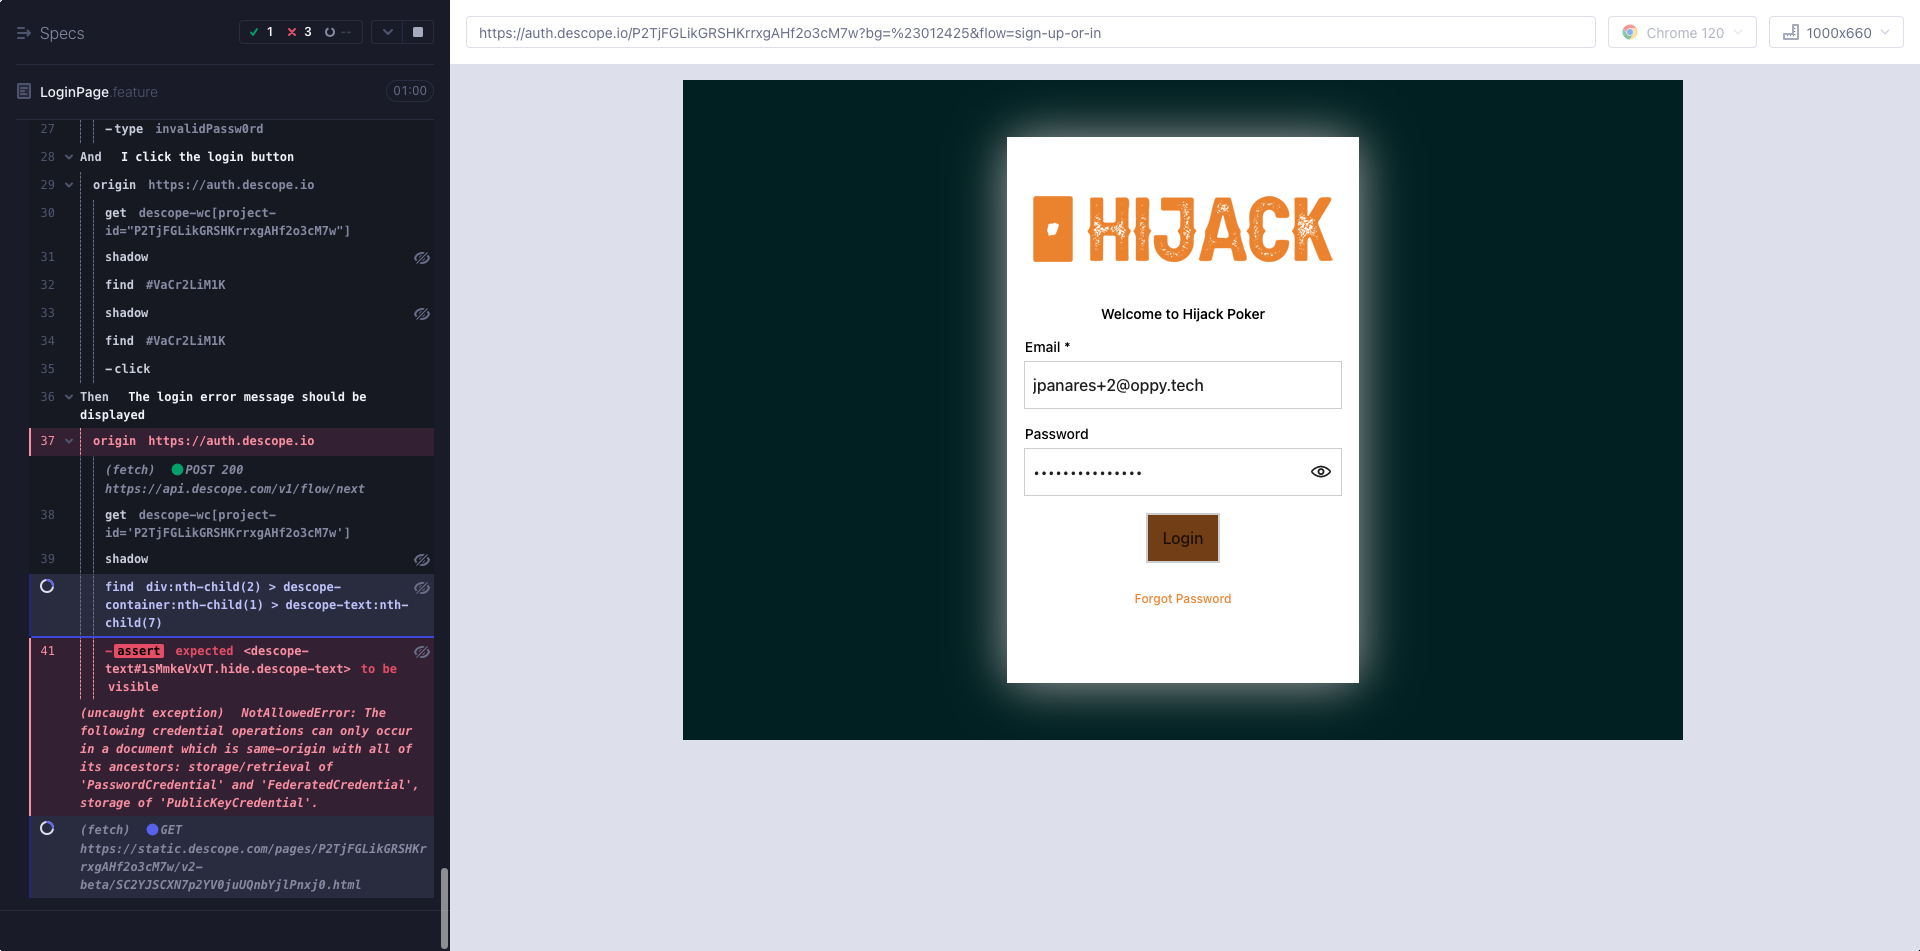 Specs
1
3
--
LoginPage feature
01:00
27 -type invalidPassw0rd
28 And I click the login button
29 origin https://auth.descope.io
30 get descope-wc[project-
id="P2TjFGLikGRSHKrrxgAHf2o3cM7w"]
31 shadow
32 find #VaCr2LiM1K
33 shadow
34 find #VaCr2LiM1K
35 -click
36 Then The login error message should be
displayed
37 origin https://auth.descope.io
(fetch) POST 200
https://api.descope.com/v1/flow/next
38 get descope-wc[project-
id='P2TjFGLikGRSHKrrxgAHf2o3cM7w']
39 shadow
find div:nth-child(2) > descope-
container:nth-child(1) > descope-text:nth-
child(7)
41 -assert expected <descope-
text#1sMmkeVxVT.hide.descope-text> to be
visible
(uncaught exception) NotAllowedError: The
following credential operations can only occur
in a document which is same-origin with all of
its ancestors: storage/retrieval of
'PasswordCredential' and 'FederatedCredential',
storage of 'PublicKeyCredential'.
(fetch) GET
https://static.descope.com/pages/P2TjFGLikGRSHKr
rxgAHf2o3cM7w/v2-
beta/SC2YJSCXN7p2YV0juUQnbYjlPnxj0.html
https://auth.descope.io/P2TjFGLikGRSHKrrxgAHf2o3cM7w?bg=%23012425&flow=sign-up-or-in
Chrome 120
1000x660
HIJACK
Welcome to Hijack Poker
Email *
jpanares+2@oppy.tech
Password
Login
Forgot Password